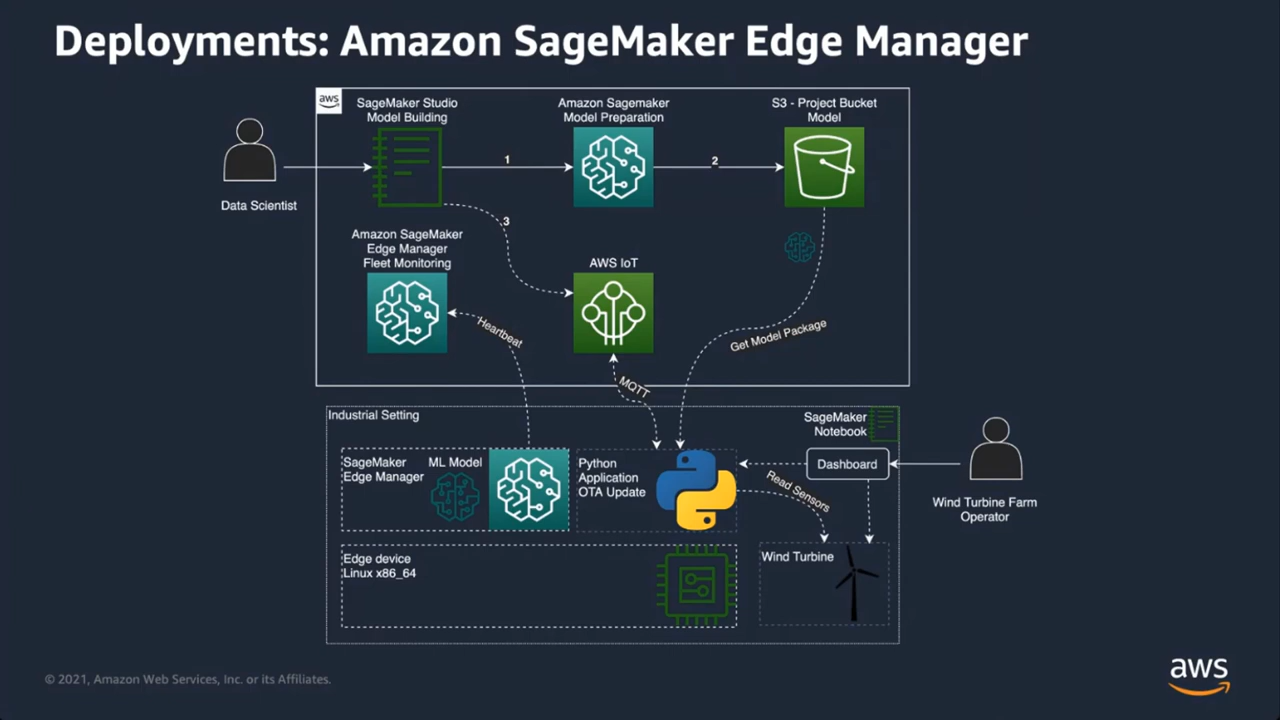 Deployments: Amazon SageMaker Edge Manager
aws
SageMaker Studio
Model Building
Amazon Sagemaker
Model Preparation
S3 - Project Bucket
Model
1
2
Data Scientist
3
Amazon SageMaker
Edge Manager
Fleet Monitoring
AWS IoT
Heartbeat
Get Model Package
MQTT
Industrial Setting
SageMaker
Notebook
SageMaker
Edge Manager
ML Model
Python
Application
OTA Update
Dashboard
Read Sensors
Wind Turbine Farm
Operator
Edge device
Linux x86_64
Wind Turbine
© 2021, Amazon Web Services, Inc. or its Affiliates.
aws